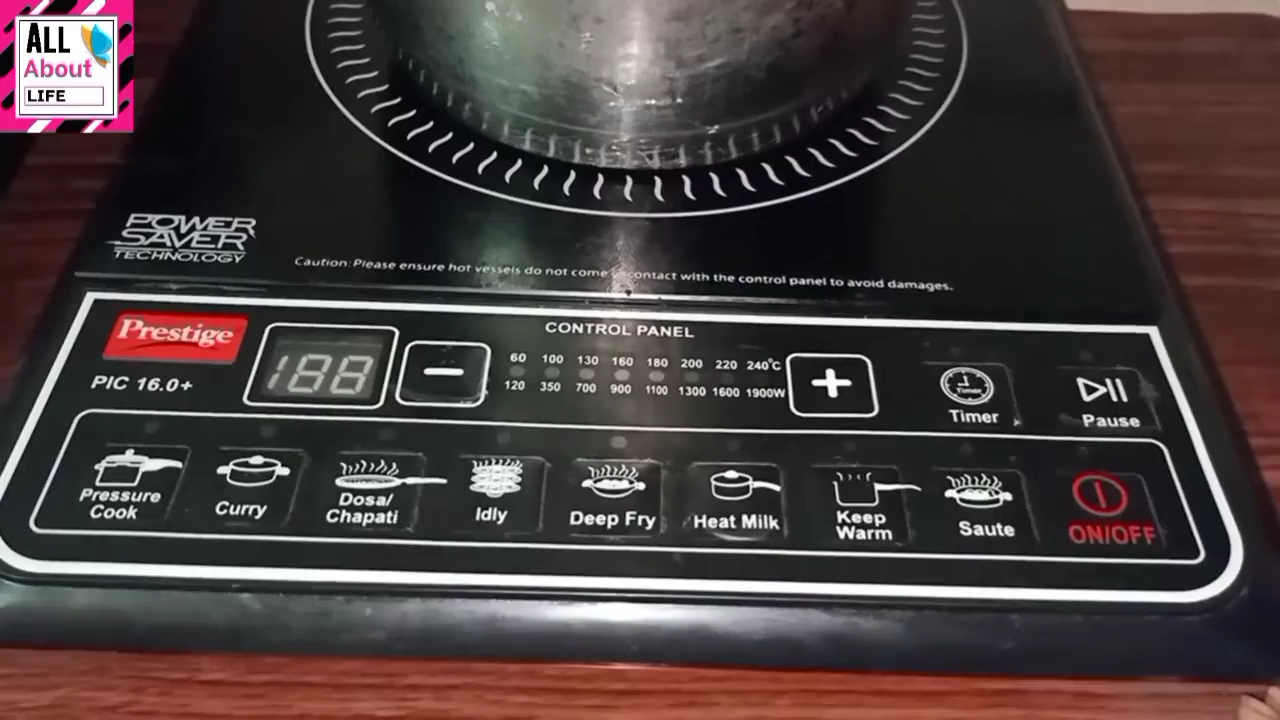 ALL
About
LIFE
POWER
SAVER
TECHNOLOGY
Caution: Please ensure hot vessels do not come contact with the control panel to avoid damages.
CONTROL PANEL
Prestige
PIC 16.0+
188
−
60 100 130 160 180 200 220 240°C
120 350 700 900 1100 1300 1600 1900W
+
Timer
Timer
Pause
Pressure
Cook
Curry
Dosa/
Chapati
Idly
Deep Fry
Heat Milk
Keep
Warm
Saute
ON/OFF